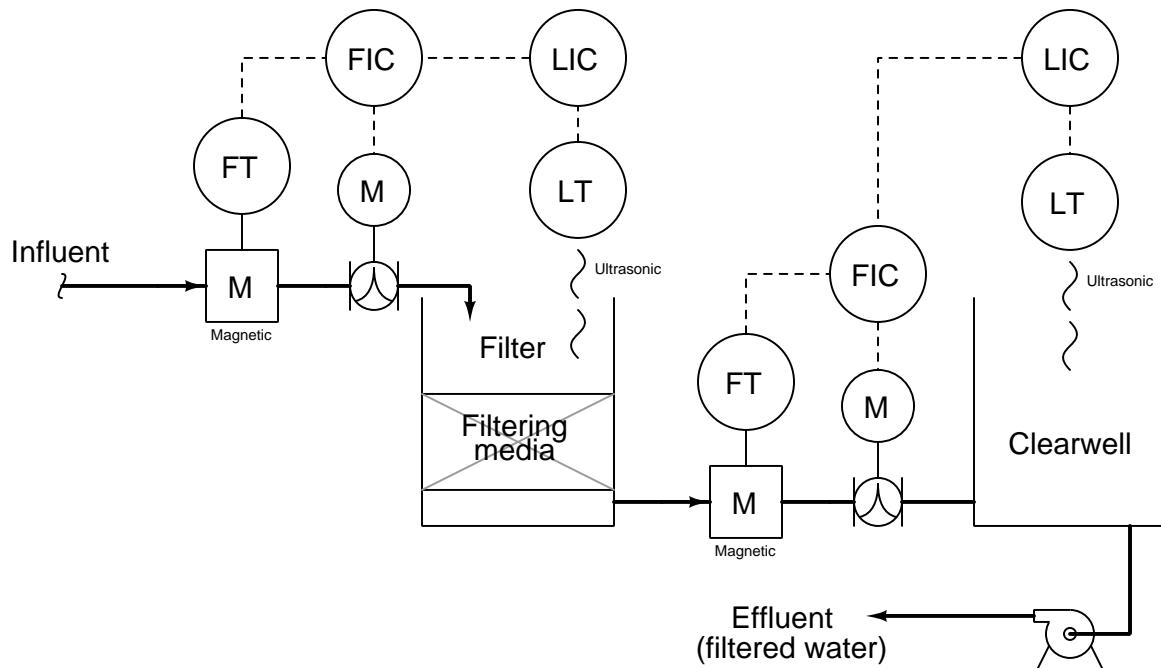 FIC
LIC
LIC
FT
M
LT
LT
Influent
M
Magnetic
Ultrasonic
FIC
Ultrasonic
Filter
FT
M
Filtering
media
Clearwell
M
Magnetic
Effluent
(filtered water)